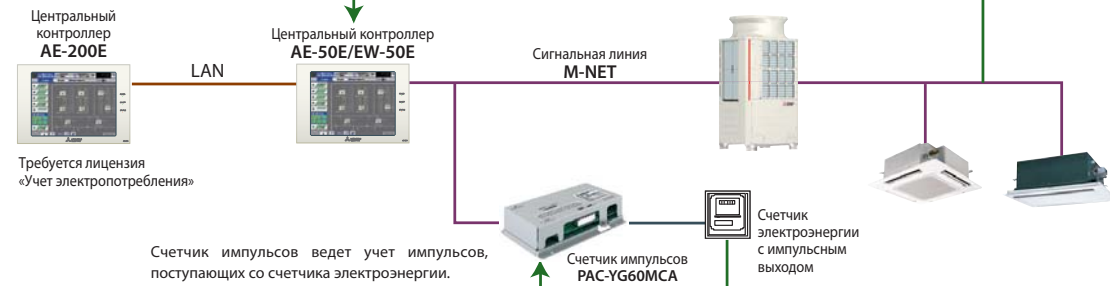 Центральный
контроллер
AE-200E
LAN
Требуется лицензия
«Учет электропотребления»
Центральный контроллер
AE-50E/EW-50E
Сигнальная линия
M-NET
Счетчик импульсов ведет учет импульсов,
поступающих со счетчика электроэнергии.
Счетчик импульсов
PAC-YG60MCA
Счетчик
электроэнергии
с импульсным
выходом